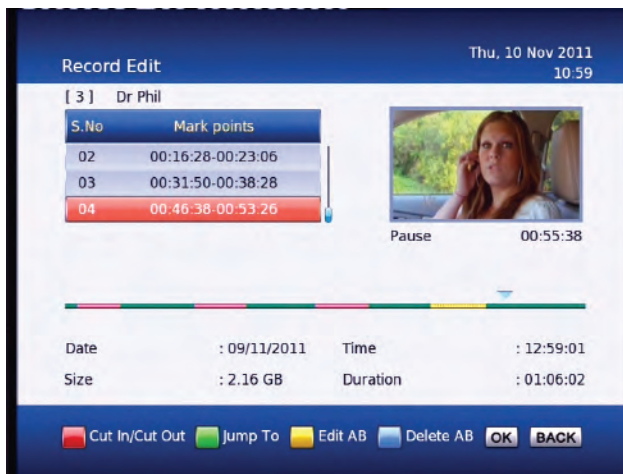 Record Edit
Thu, 10 Nov 2011
10:59
[ 3 ] Dr Phil
S.No Mark points
02 00:16:28-00:23:06
03 00:31:50-00:38:28
04 00:46:38-00:53:26
Pause 00:55:38
Date : 09/11/2011 Time : 12:59:01
Size : 2.16 GB Duration : 01:06:02
Cut In/Cut Out Jump To Edit AB Delete AB OK BACK